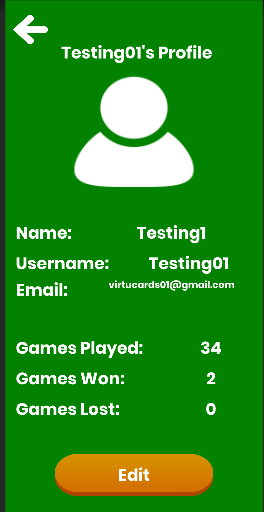 Testing01's Profile
Name: Testing1
Username: Testing01
Email: virtucards01@gmail.com
Games Played: 34
Games Won: 2
Games Lost: 0
Edit